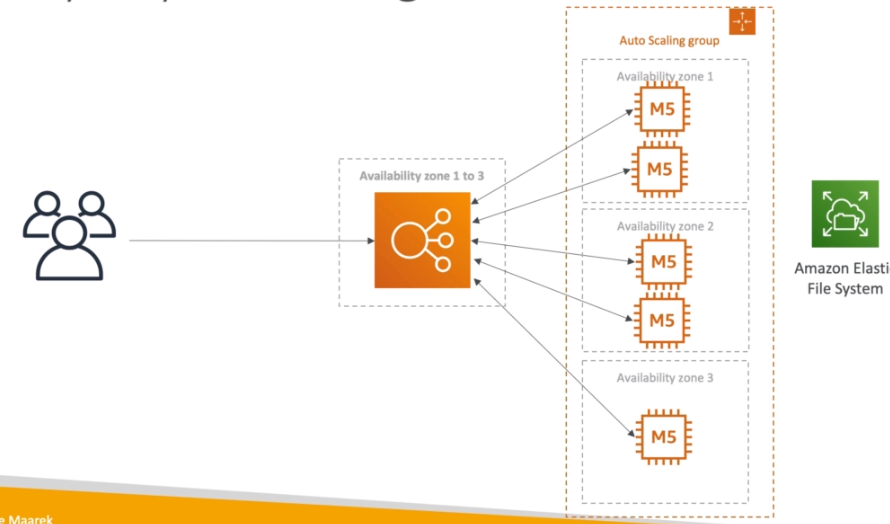 Auto Scaling group
Availability zone 1
M5
M5
Availability zone 1 to 3
Availability zone 2
M5
M5
Amazon Elasti
File System
Availability zone 3
M5
Maarek